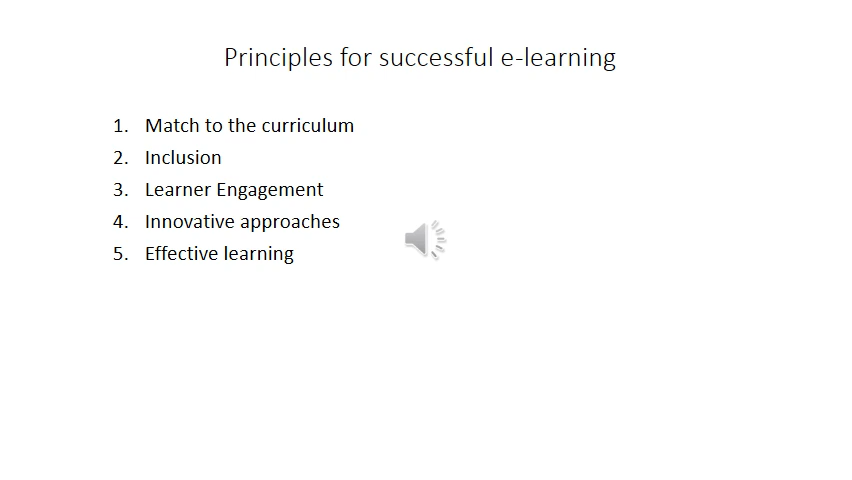 Principles for successful e-learning
1. Match to the curriculum
2. Inclusion
3. Learner Engagement
4. Innovative approaches
5. Effective learning